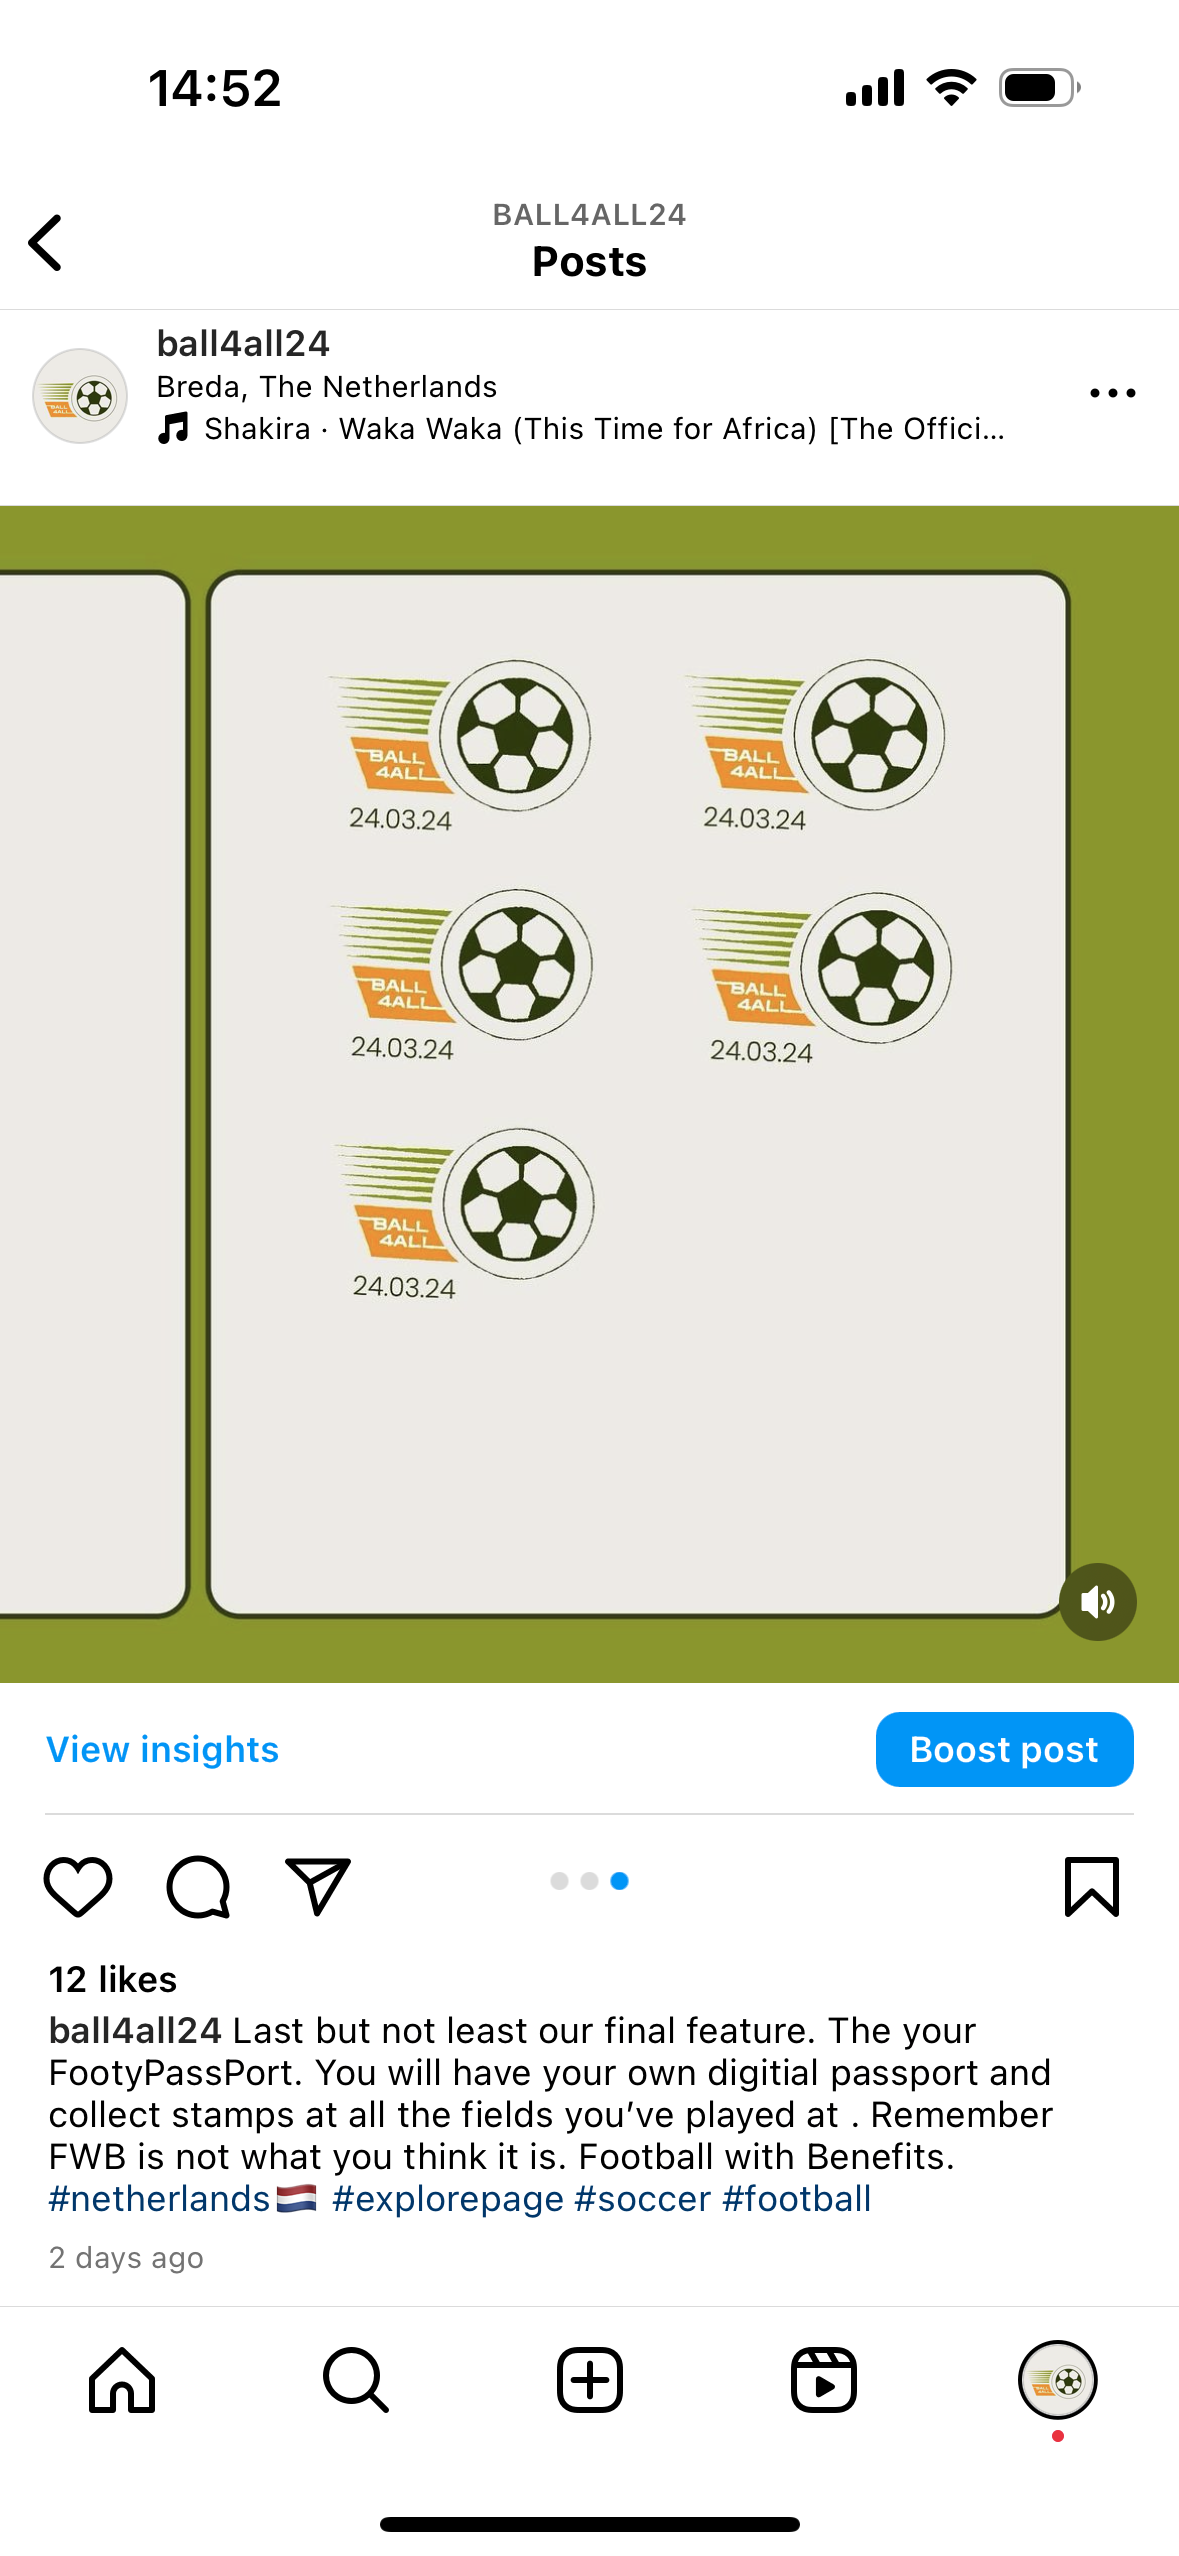 14:52
BALL4ALL24
Posts
ball4all24
Breda, The Netherlands
Shakira · Waka Waka (This Time for Africa) [The Offici...
BALL
4ALL
24.03.24
BALL
4ALL
24.03.24
BALL
4ALL
24.03.24
BALL
4ALL
24.03.24
BALL
4ALL
24.03.24
View insights
Boost post
12 likes
ball4all24 Last but not least our final feature. The your
FootyPassPort. You will have your own digitial passport and
collect stamps at all the fields you’ve played at . Remember
FWB is not what you think it is. Football with Benefits.
#netherlands🇳🇱 #explorepage #soccer #football
2 days ago